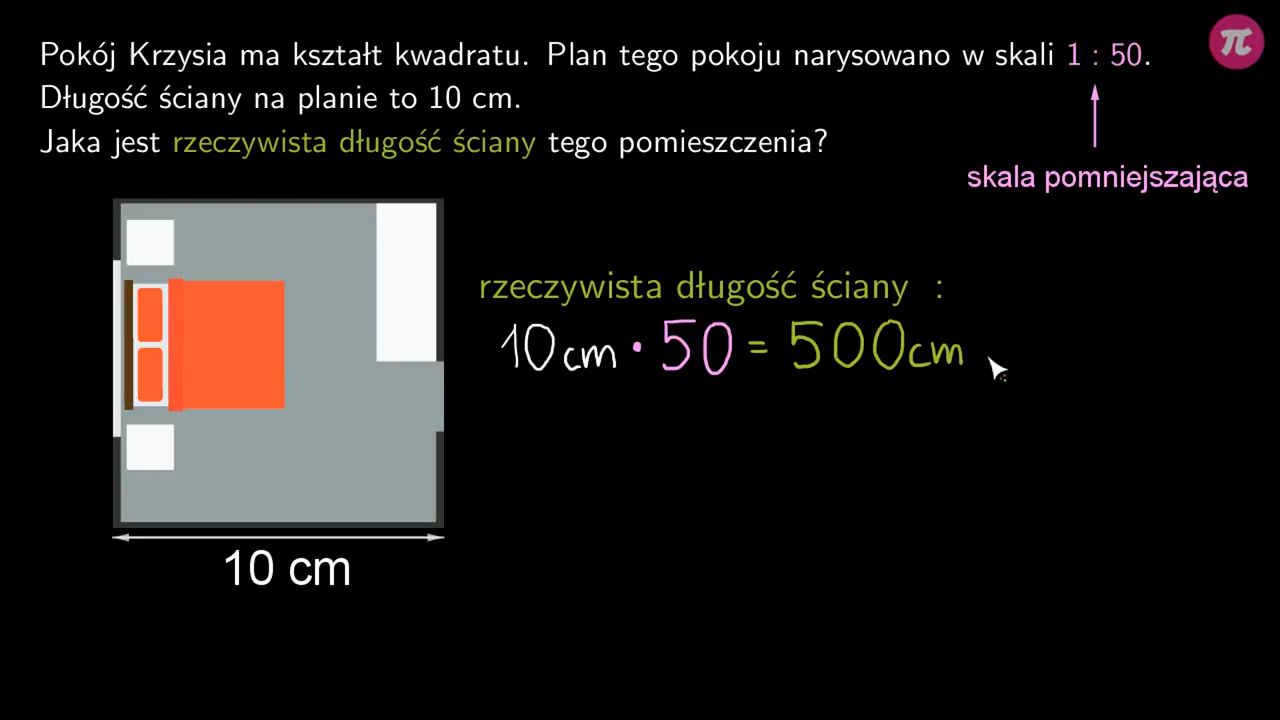 Pokój Krzysia ma kształt kwadratu. Plan tego pokoju narysowano w skali 1 : 50.
Długość ściany na planie to 10 cm.
Jaka jest rzeczywista długość ściany tego pomieszczenia?
skala pomniejszająca
rzeczywista długość ściany :
10cm · 50 = 500cm
10 cm
π